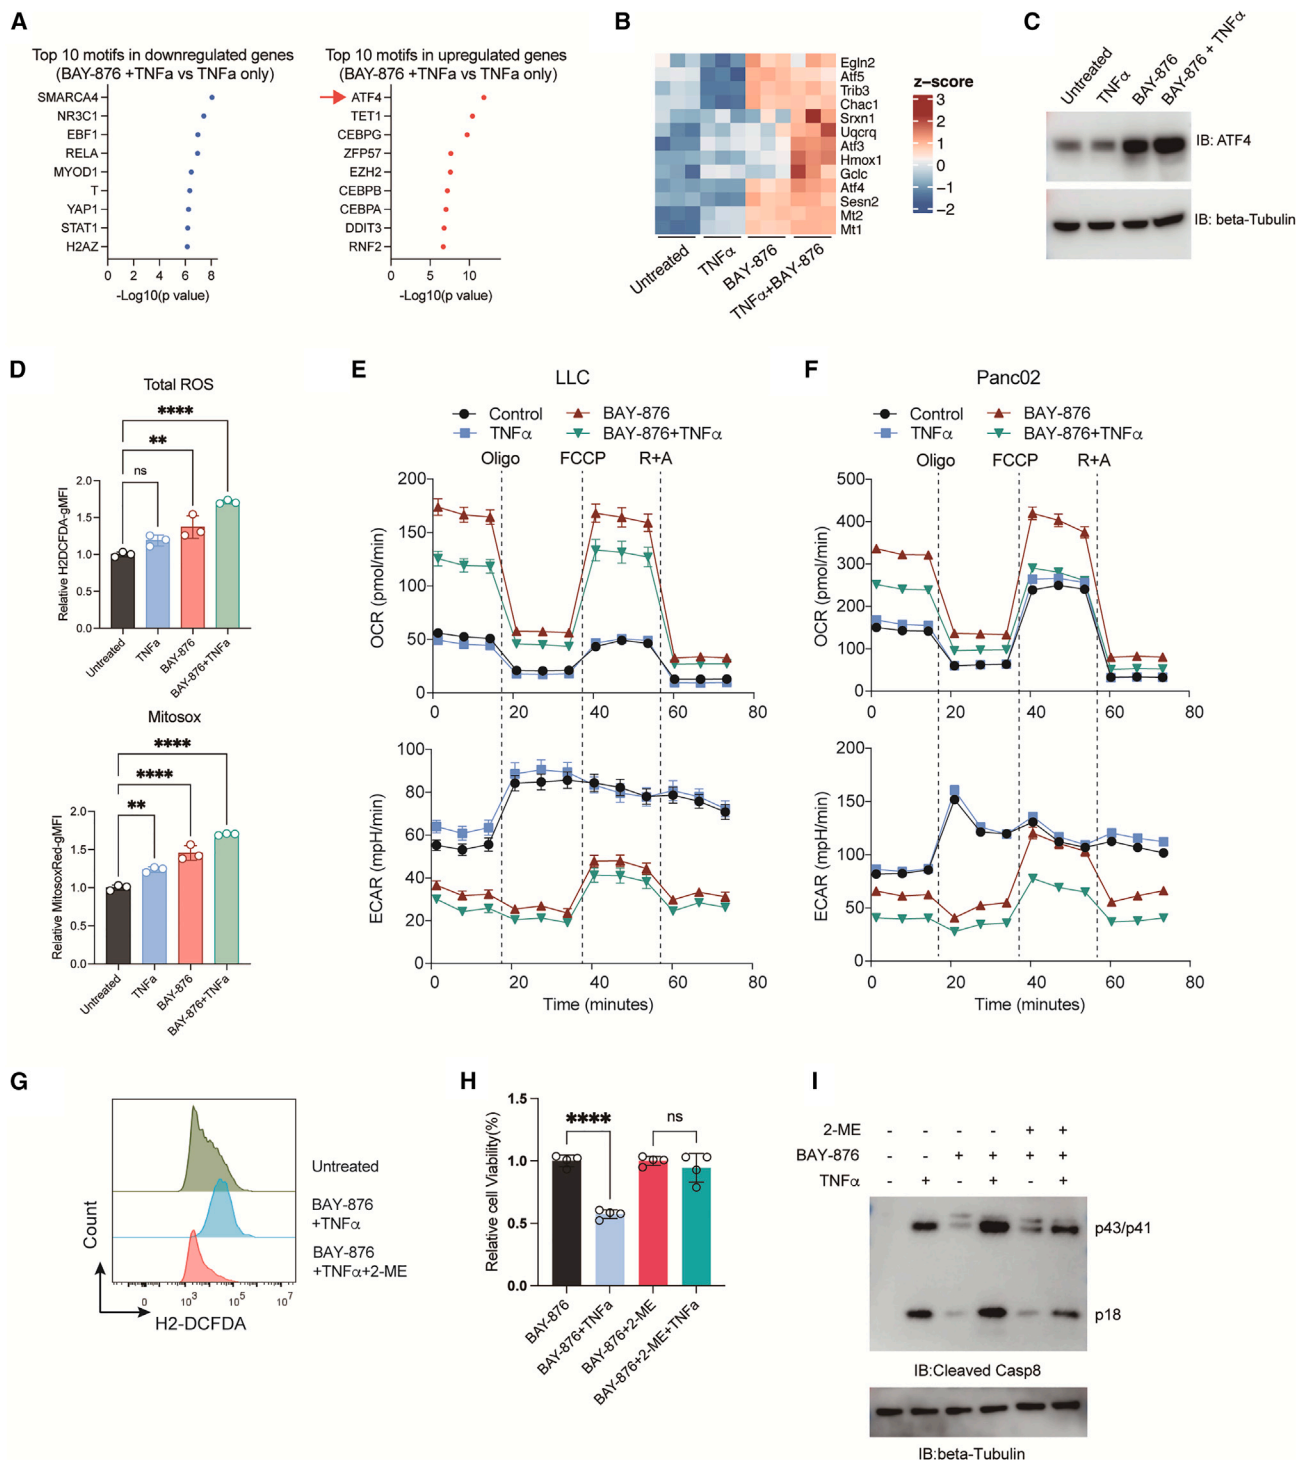 A
Top 10 motifs in downregulated genes
(BAY-876 +TNFa vs TNFa only)
SMARCA4
NR3C1
EBF1
RELA
MYOD1
T
YAP1
STAT1
H2AZ
0 2 4 6 8
-Log10(p value)
Top 10 motifs in upregulated genes
(BAY-876 +TNFa vs TNFa only)
ATF4
TET1
CEBPG
ZFP57
EZH2
CEBPB
CEBPA
DDIT3
RNF2
0 5 10
-Log10(p value)
B
Egln2
Atf5
Trib3
Chac1
Srxn1
Uqcrq
Atf3
Hmox1
Gclc
Atf4
Sesn2
Mt2
Mt1
Untreated
TNFα
BAY-876
TNFα+BAY-876
z-score
3
2
1
0
-1
-2
C
Untreated
TNFα
BAY-876
BAY-876 + TNFα
IB: ATF4
IB: beta-Tubulin
D
Total ROS
****
**
ns
2.0
1.5
1.0
0.5
0.0
Relative H2DCFDA-gMFI
Untreated
TNFa
BAY-876
BAY-876+TNFa
Mitosox
****
****
**
2.0
1.5
1.0
0.5
0.0
Relative MitosoxRed-gMFI
Untreated
TNFa
BAY-876
BAY-876+TNFa
E
LLC
Control
BAY-876
TNFα
BAY-876+TNFα
Oligo
FCCP
R+A
200
150
100
50
0
OCR (pmol/min)
0 20 40 60 80
100
80
60
40
20
0
ECAR (mpH/min)
0 20 40 60 80
Time (minutes)
F
Panc02
Control
BAY-876
TNFα
BAY-876+TNFα
Oligo
FCCP
R+A
500
400
300
200
100
0
OCR (pmol/min)
0 20 40 60 80
200
150
100
50
0
ECAR (mpH/min)
0 20 40 60 80
Time (minutes)
G
Count
Untreated
BAY-876
+TNFα
BAY-876
+TNFα+2-ME
0 10³ 10⁵ 10⁷
H2-DCFDA
H
1.5
1.0
0.5
0.0
Relative cell Viability(%)
****
ns
BAY-876
BAY-876+TNFa
BAY-876+2-ME
BAY-876+2-ME+TNFa
I
2-ME - - - - + +
BAY-876 - - + + + +
TNFα - + - + - +
p43/p41
p18
IB:Cleaved Casp8
IB:beta-Tubulin